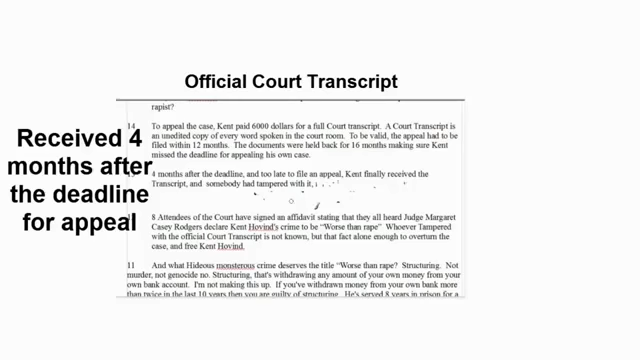 Official Court Transcript
Received 4
months after
the deadline
for appeal
rapist?
14 To appeal the case, Kent paid 6000 dollars for a full Court transcript. A Court Transcript is
an unedited copy of every word spoken in the court room. To be valid, the appeal had to be
filed within 12 months. The documents were held back for 16 months making sure Kent
missed the deadline for appealing his own case.
4 months after the deadline, and too late to file an appeal, Kent finally received the
Transcript, and somebody had tampered with it,
8 Attendees of the Court have signed an affidavit stating that they all heard Judge Margaret
Casey Rodgers declare Kent Hovind's crime to be "Worse than rape" Whoever Tampered
with the official Court Transcript is not known, but that fact alone enough to overturn the
case, and free Kent Hovind.
11 And what Hideous monsterous crime deserves the title "Worse than rape? Structuring. Not
murder, not genocide no. Structuring, that's withdrawing any amount of your own money from your
own bank account. I'm not making this up. If you've withdrawn money from your own bank more
than twice in the last 10 years then you are guilty of structuring. He's served 8 years in prison for a